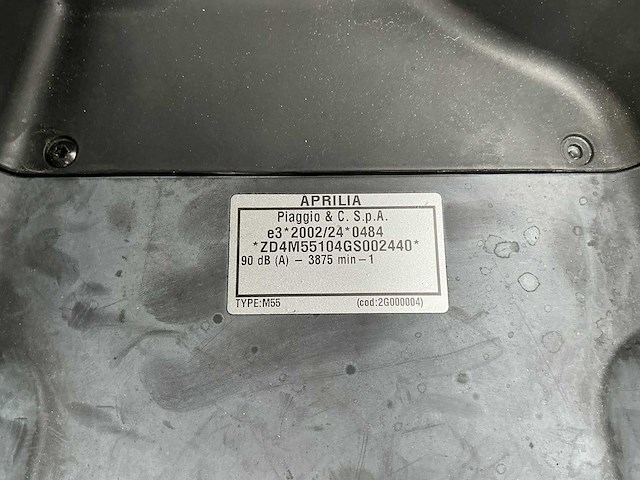 APRILIA
Piaggio & C. S.p.A.
e3*2002/24*0484
*ZD4M55104GS002440*
90 dB (A) – 3875 min–1
TYPE:M55 (cod:2G000004)